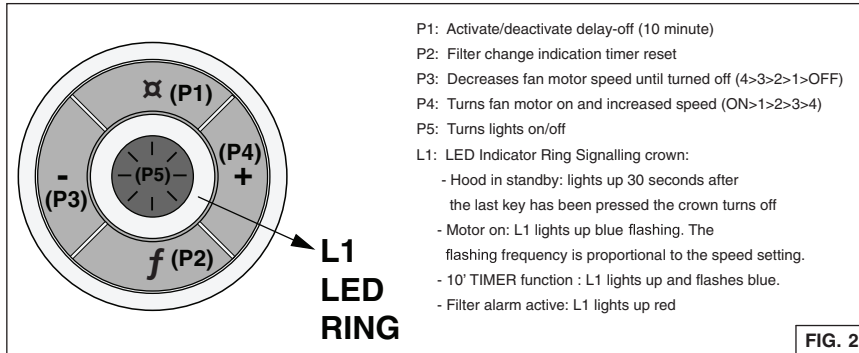 ¤ (P1)
(P4)
+
(P5)
-
(P3)
ƒ (P2)
L1
LED
RING
P1: Activate/deactivate delay-off (10 minute)
P2: Filter change indication timer reset
P3: Decreases fan motor speed until turned off (4>3>2>1>OFF)
P4: Turns fan motor on and increased speed (ON>1>2>3>4)
P5: Turns lights on/off
L1: LED Indicator Ring Signalling crown:
- Hood in standby: lights up 30 seconds after
the last key has been pressed the crown turns off
- Motor on: L1 lights up blue flashing. The
flashing frequency is proportional to the speed setting.
- 10' TIMER function : L1 lights up and flashes blue.
- Filter alarm active: L1 lights up red
FIG. 2